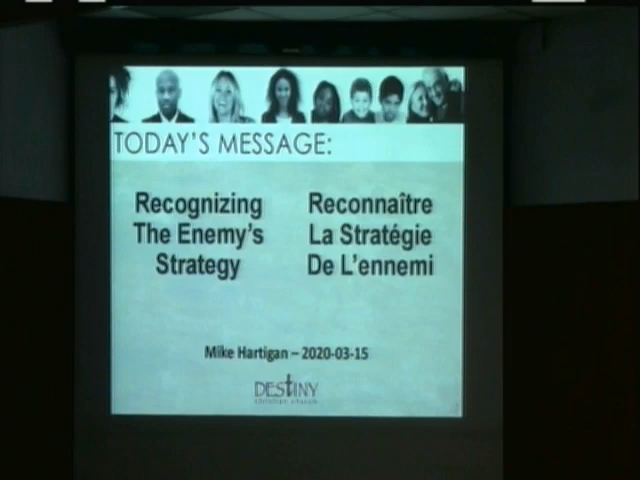 TODAY'S MESSAGE:
Recognizing
The Enemy's
Strategy
Reconnaître
La Stratégie
De L'ennemi
Mike Hartigan – 2020-03-15
DESTINY